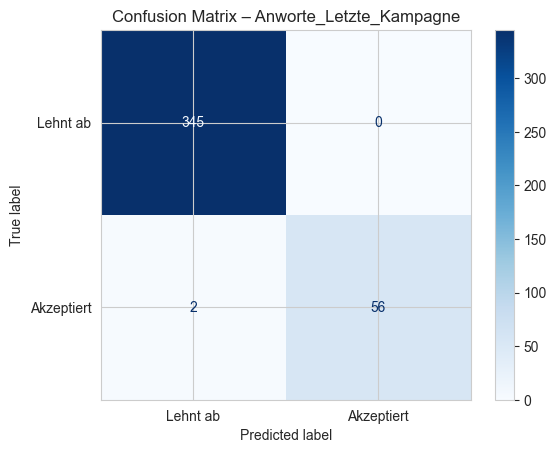 Confusion Matrix – Anworte_Letzte_Kampagne
True label
Lehnt ab
345
0
Akzeptiert
2
56
Lehnt ab
Akzeptiert
Predicted label
300
250
200
150
100
50
0